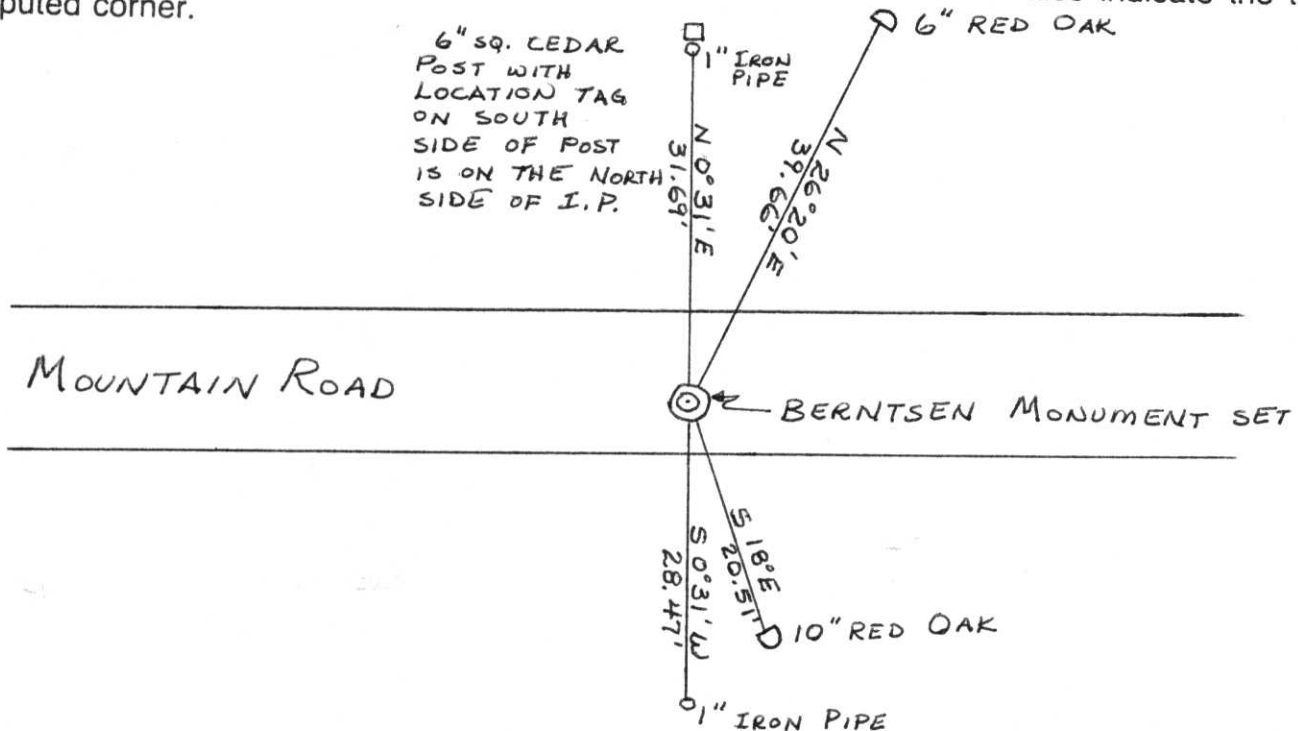 puted corner.
indicate the
6" SQ. CEDAR
POST WITH
LOCATION TAG
ON SOUTH
SIDE OF POST
IS ON THE NORTH
SIDE OF I.P.
1" IRON
PIPE
6" RED OAK
N 0°31' E
31.69'
N 26°20' E
39.66'
MOUNTAIN ROAD
BERNTSEN MONUMENT SET
S 18° E
20.51'
S 0°31' W
28.47'
10" RED OAK
1" IRON PIPE